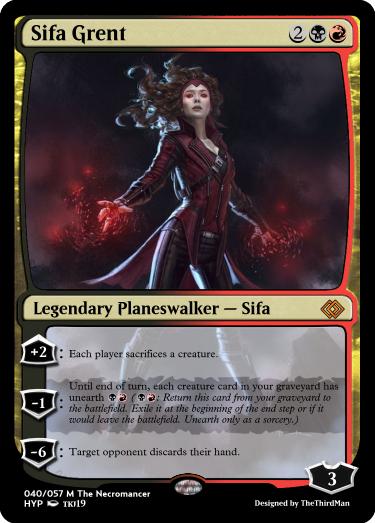 Sifa Grent 2
Legendary Planeswalker — Sifa
+2: Each player sacrifices a creature.
Until end of turn, each creature card in your graveyard has
-1: unearth (: Return this card from your graveyard to
the battlefield. Exile it at the beginning of the end step or if it
would leave the battlefield. Unearth only as a sorcery.)
-6: Target opponent discards their hand.
3
040/057 M The Necromancer
HYP TK/19 Designed by TheThirdMan